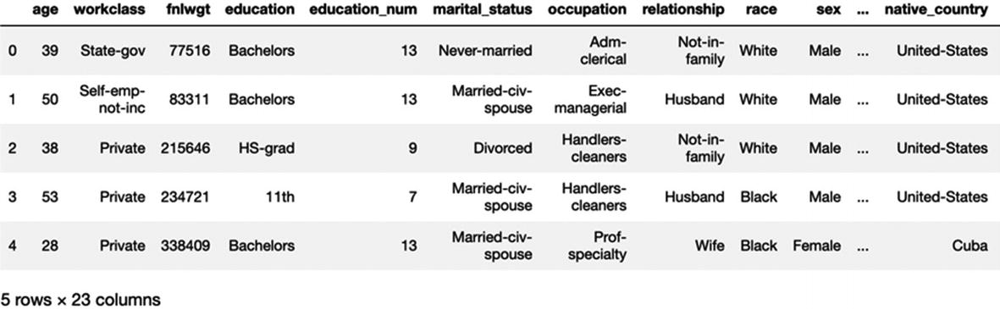 age workclass fnlwgt education education_num marital_status occupation relationship race sex ... native_country
0 39 State-gov 77516 Bachelors 13 Never-married Adm-clerical Not-in-family White Male ... United-States
1 50 Self-emp-not-inc 83311 Bachelors 13 Married-civ-spouse Exec-managerial Husband White Male ... United-States
2 38 Private 215646 HS-grad 9 Divorced Handlers-cleaners Not-in-family White Male ... United-States
3 53 Private 234721 11th 7 Married-civ-spouse Handlers-cleaners Husband Black Male ... United-States
4 28 Private 338409 Bachelors 13 Married-civ-spouse Prof-specialty Wife Black Female ... Cuba
5 rows × 23 columns